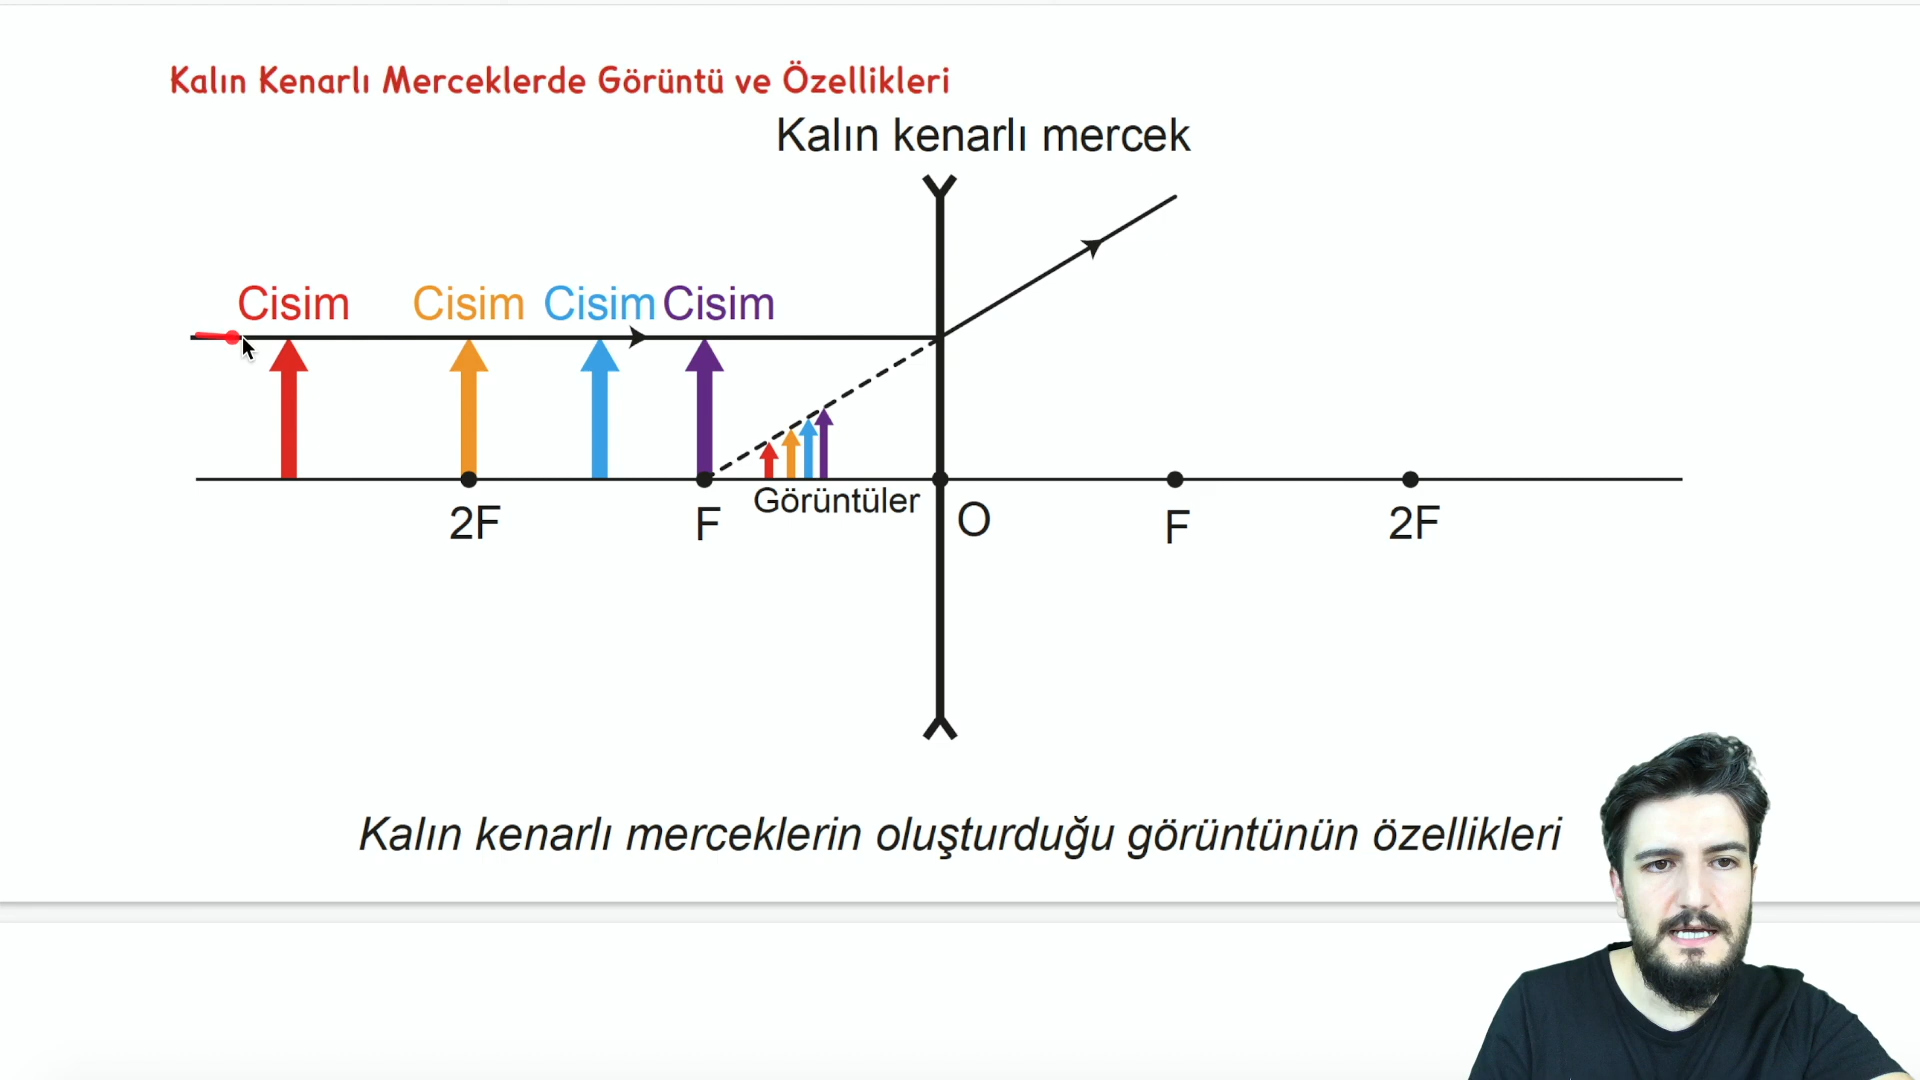 Kalın Kenarlı Merceklerde Görüntü ve Özellikleri
Kalın kenarlı mercek
Cisim Cisim Cisim Cisim
Görüntüler
2F F O F 2F
Kalın kenarlı merceklerin oluşturduğu görüntünün özellikleri